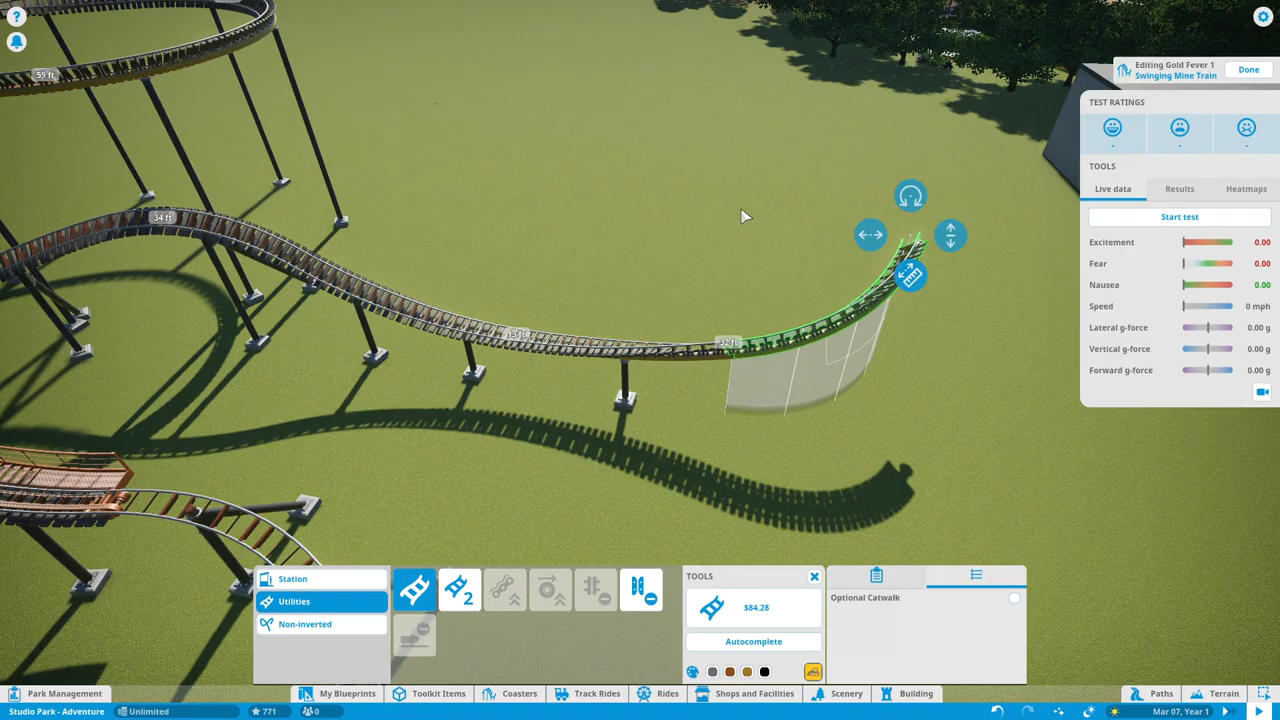 ?
59 ft
34 ft
13 ft
32 ft
Editing Gold Fever 1
Swinging Mine Train
Done
TEST RATINGS
- - -
TOOLS
Live data Results Heatmaps
Start test
Excitement 0.00
Fear 0.00
Nausea 0.00
Speed 0 mph
Lateral g-force 0.00 g
Vertical g-force 0.00 g
Forward g-force 0.00 g
Station
Utilities
Non-inverted
2
TOOLS
$84.28
Autocomplete
Optional Catwalk
Park Management
My Blueprints
Toolkit Items
Coasters
Track Rides
Rides
Shops and Facilities
Scenery
Building
Paths
Terrain
Studio Park - Adventure
Unlimited
771
0
Mar 07, Year 1